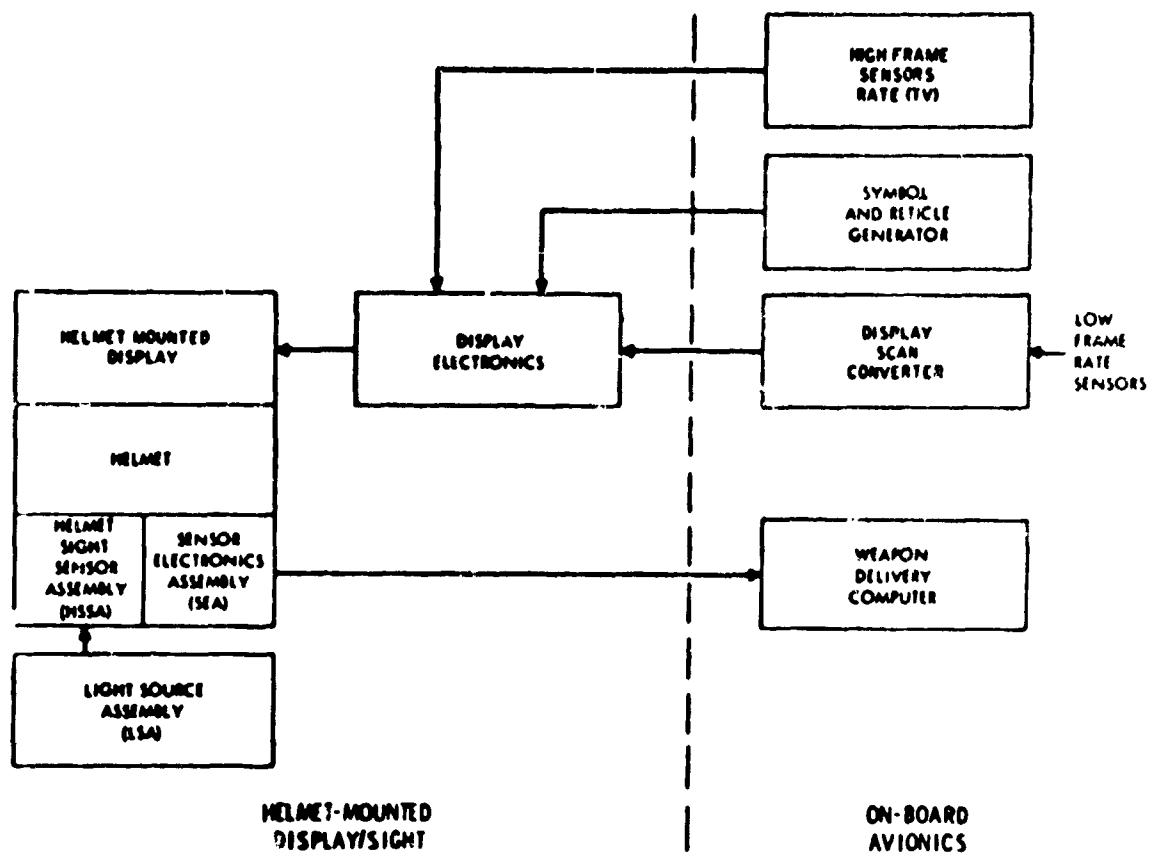 HIGH FRAME
SENSORS
RATE (TV)
SYMBOL
AND RETICLE
GENERATOR
HELMET MOUNTED
DISPLAY
DISPLAY
ELECTRONICS
DISPLAY
SCAN
CONVERTER
LOW
FRAME
RATE
SENSORS
HELMET
HELMET
SIGHT
SENSOR
ASSEMBLY
(HSSA)
SENSOR
ELECTRONICS
ASSEMBLY
(SEA)
WEAPON
DELIVERY
COMPUTER
LIGHT SOURCE
ASSEMBLY
(LSA)
HELMET-MOUNTED
DISPLAY/SIGHT
ON-BOARD
AVIONICS